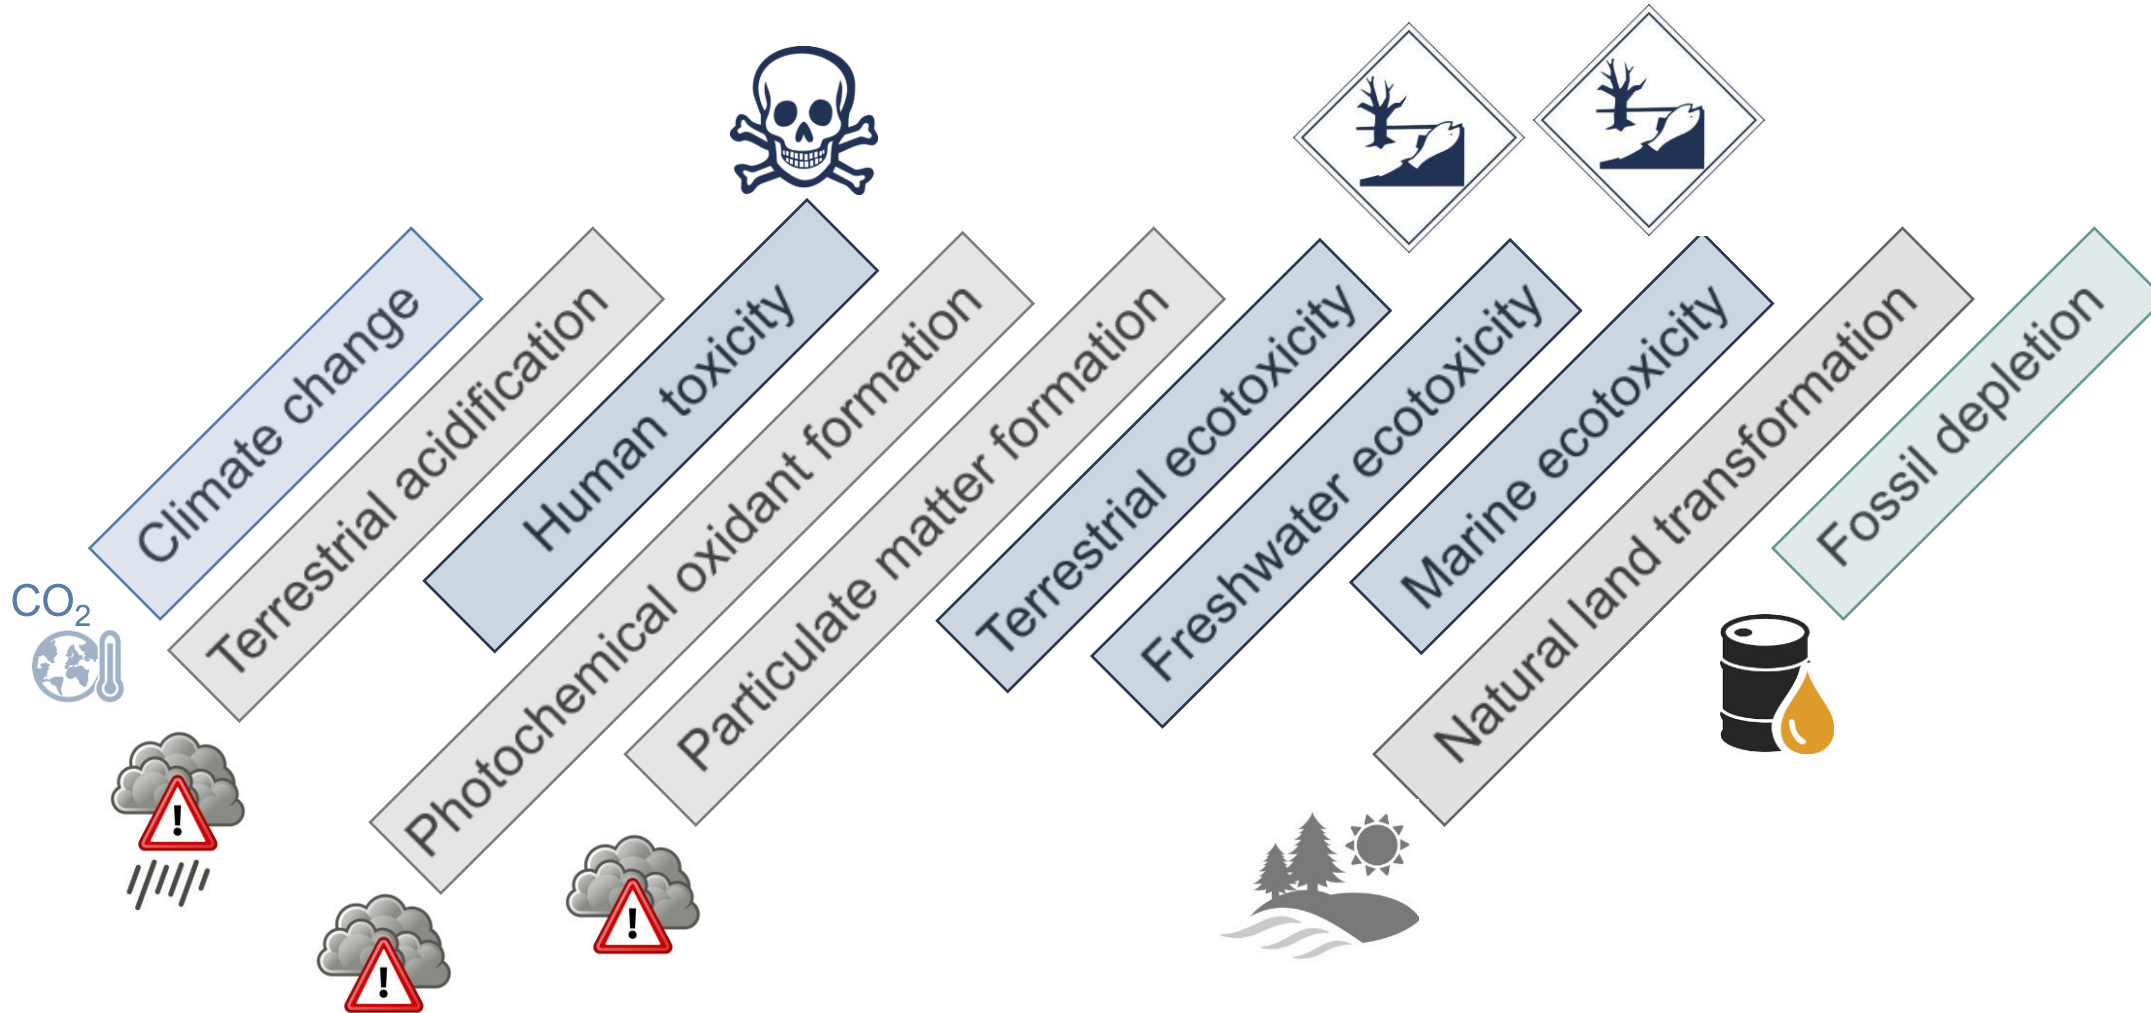 Climate change
Terrestrial acidification
Human toxicity
Photochemical oxidant formation
Particulate matter formation
Terrestrial ecotoxicity
Freshwater ecotoxicity
Marine ecotoxicity
Natural land transformation
Fossil depletion
CO₂
!
!
!